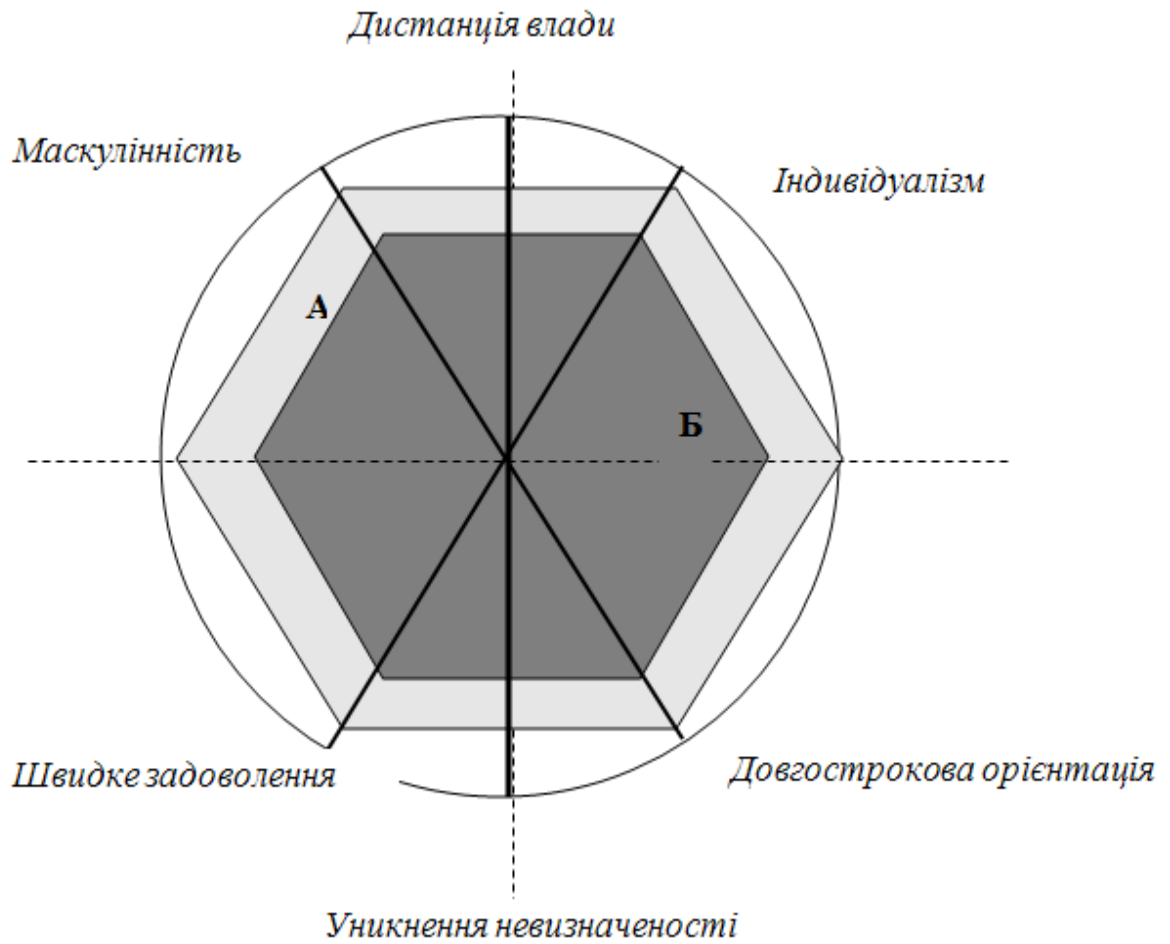 Дистанція влади
Маскулінність
Індивідуалізм
А
Б
Швидке задоволення
Довгострокова орієнтація
Уникнення невизначеності